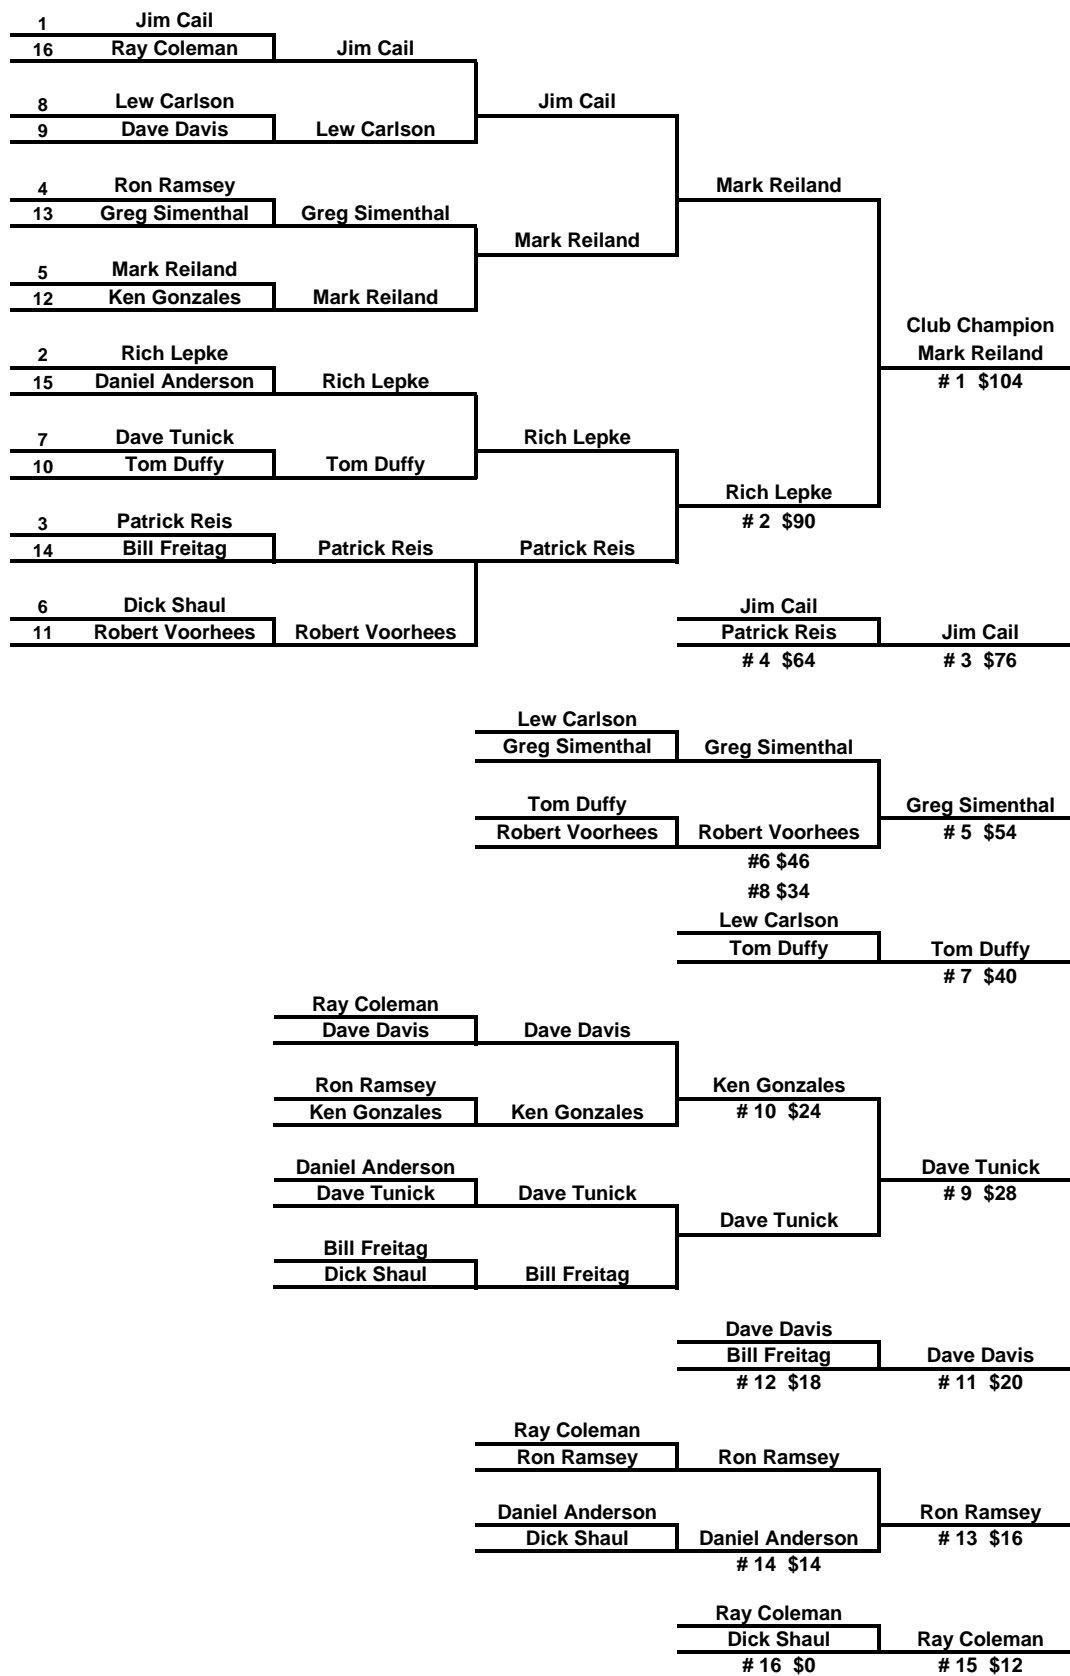 1 Jim Cail
16 Ray Coleman Jim Cail
8 Lew Carlson Jim Cail
9 Dave Davis Lew Carlson
4 Ron Ramsey Mark Reiland
13 Greg Simenthal Greg Simenthal
Mark Reiland
5 Mark Reiland
12 Ken Gonzales Mark Reiland
Club Champion
2 Rich Lepke Mark Reiland
15 Daniel Anderson Rich Lepke # 1 $104
7 Dave Tunick Rich Lepke
10 Tom Duffy Tom Duffy
Rich Lepke
3 Patrick Reis # 2 $90
14 Bill Freitag Patrick Reis Patrick Reis
6 Dick Shaul Jim Cail
11 Robert Voorhees Robert Voorhees Patrick Reis Jim Cail
# 4 $64 # 3 $76
Lew Carlson
Greg Simenthal Greg Simenthal
Tom Duffy Greg Simenthal
Robert Voorhees Robert Voorhees # 5 $54
#6 $46
#8 $34
Lew Carlson
Tom Duffy Tom Duffy
# 7 $40
Ray Coleman
Dave Davis Dave Davis
Ron Ramsey Ken Gonzales
Ken Gonzales Ken Gonzales # 10 $24
Daniel Anderson Dave Tunick
Dave Tunick Dave Tunick # 9 $28
Dave Tunick
Bill Freitag
Dick Shaul Bill Freitag
Dave Davis
Bill Freitag Dave Davis
# 12 $18 # 11 $20
Ray Coleman
Ron Ramsey Ron Ramsey
Daniel Anderson Ron Ramsey
Dick Shaul Daniel Anderson # 13 $16
# 14 $14
Ray Coleman
Dick Shaul Ray Coleman
# 16 $0 # 15 $12